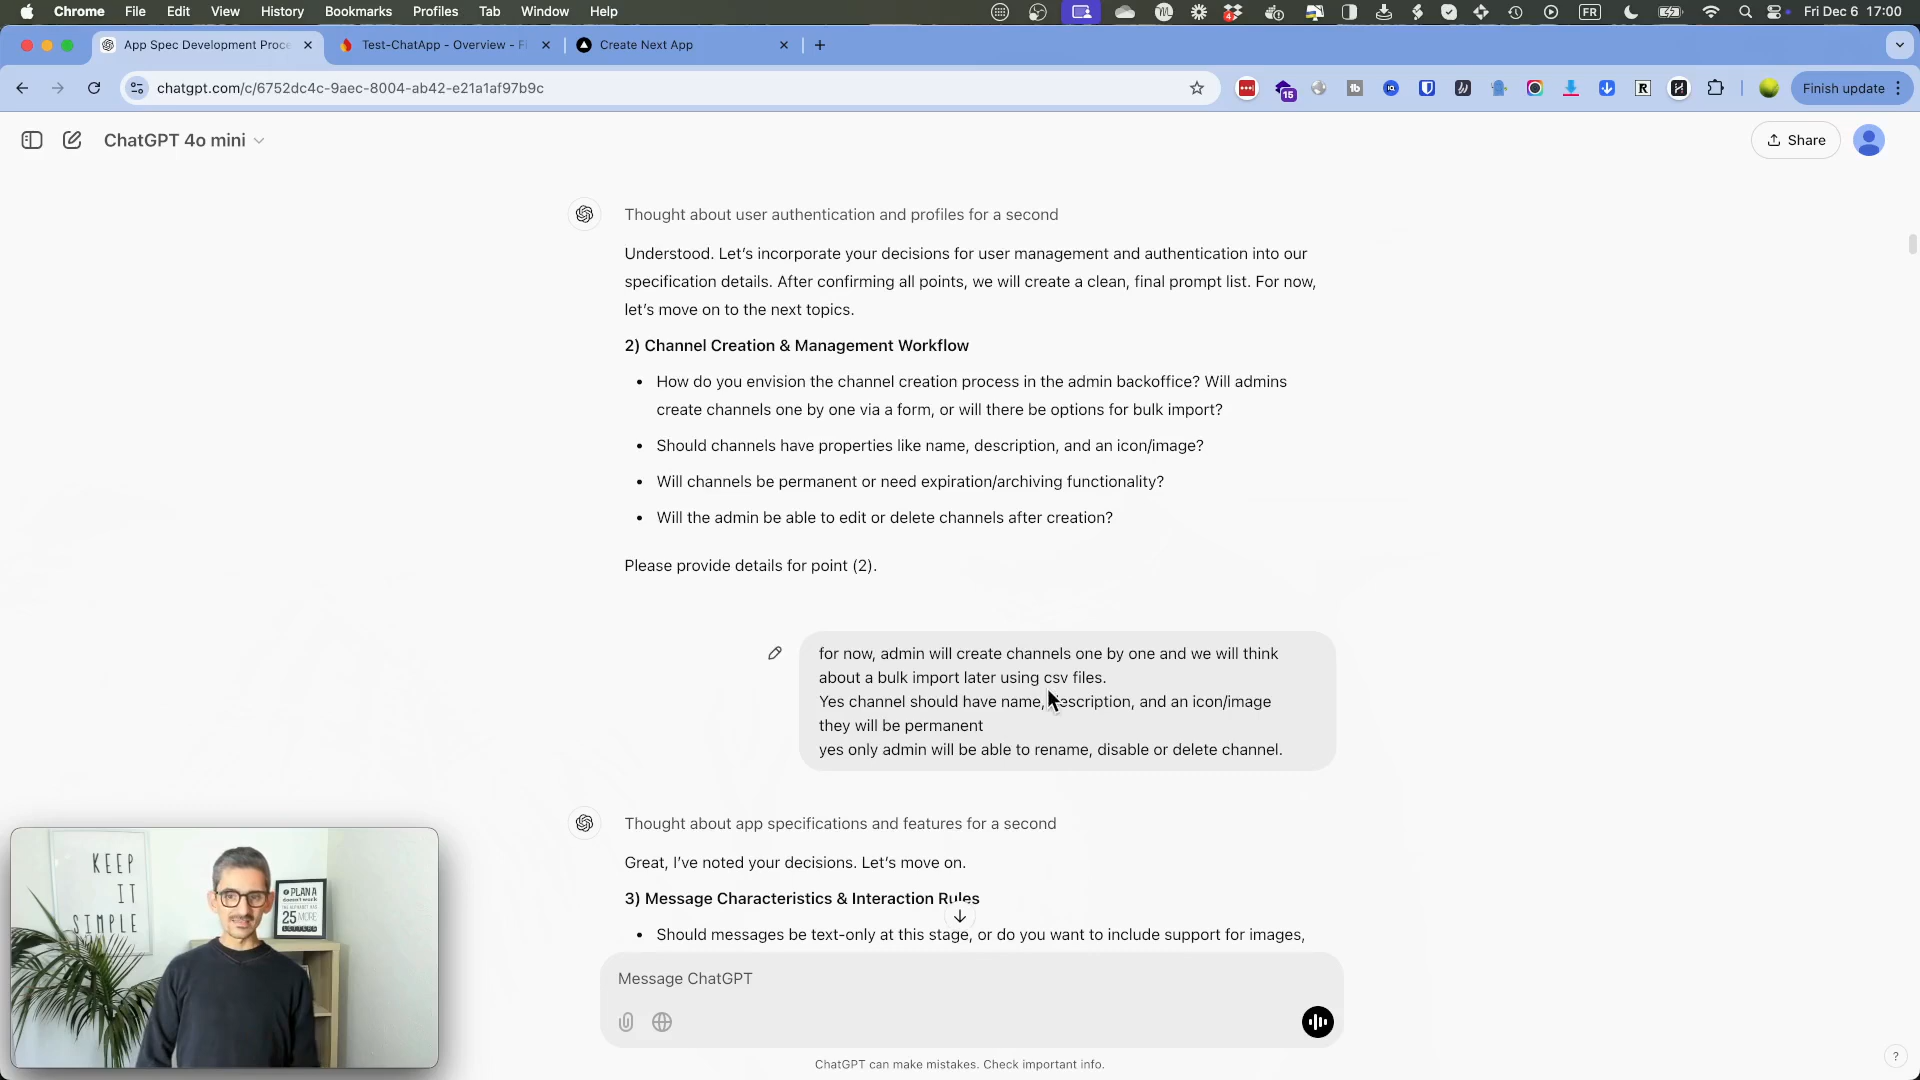 Chrome File Edit View History Bookmarks Profiles Tab Window Help FR Fri Dec 6 17:00
App Spec Development Proce Test-ChatApp - Overview - Fi Create Next App
chatgpt.com/c/6752dc4c-9aec-8004-ab42-e21a1af97b9c 15 Finish update
ChatGPT 4o mini Share
Thought about user authentication and profiles for a second
Understood. Let's incorporate your decisions for user management and authentication into our
specification details. After confirming all points, we will create a clean, final prompt list. For now,
let's move on to the next topics.
2) Channel Creation & Management Workflow
• How do you envision the channel creation process in the admin backoffice? Will admins
create channels one by one via a form, or will there be options for bulk import?
• Should channels have properties like name, description, and an icon/image?
• Will channels be permanent or need expiration/archiving functionality?
• Will the admin be able to edit or delete channels after creation?
Please provide details for point (2).
for now, admin will create channels one by one and we will think
about a bulk import later using csv files.
Yes channel should have name, description, and an icon/image
they will be permanent
yes only admin will be able to rename, disable or delete channel.
Thought about app specifications and features for a second
Great, I've noted your decisions. Let's move on.
3) Message Characteristics & Interaction Rules
• Should messages be text-only at this stage, or do you want to include support for images,
Message ChatGPT
ChatGPT can make mistakes. Check important info.
?
KEEP
IT
SIMPLE
PLAN A
25 MORE
LETTERS